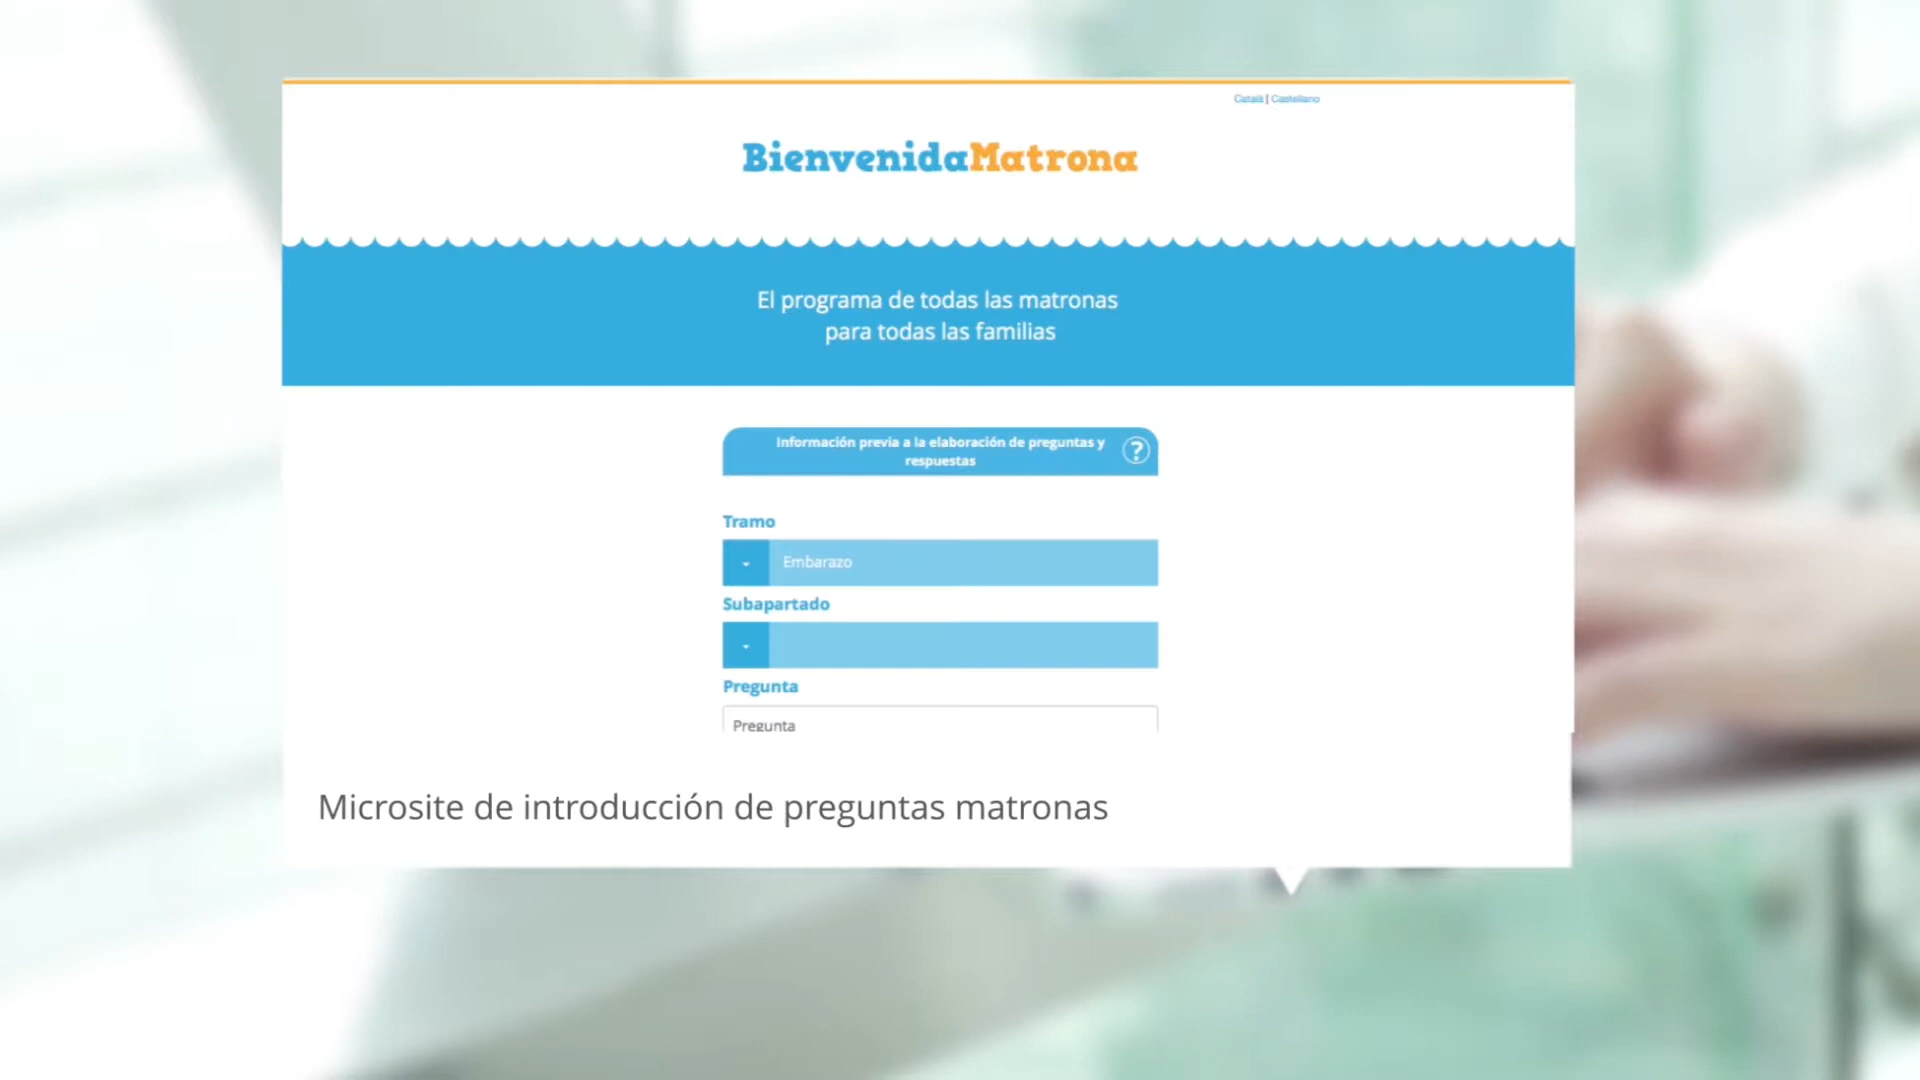 Català | Castellano
BienvenidaMatrona
El programa de todas las matronas
para todas las familias
Información previa a la elaboración de preguntas y
respuestas
?
Tramo
Embarazo
Subapartado
Pregunta
Pregunta
Microsite de introducción de preguntas matronas